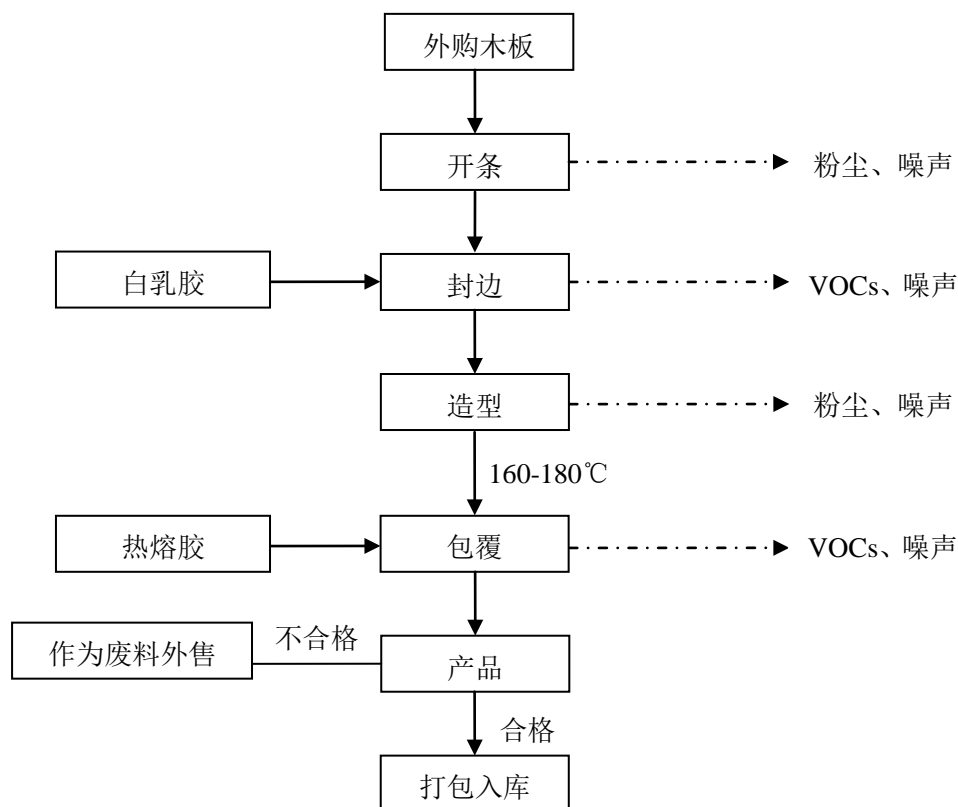 外购木板
开条
粉尘、噪声
白乳胶
封边
VOCs、噪声
造型
粉尘、噪声
160-180℃
热熔胶
包覆
VOCs、噪声
作为废料外售
不合格
产品
合格
打包入库